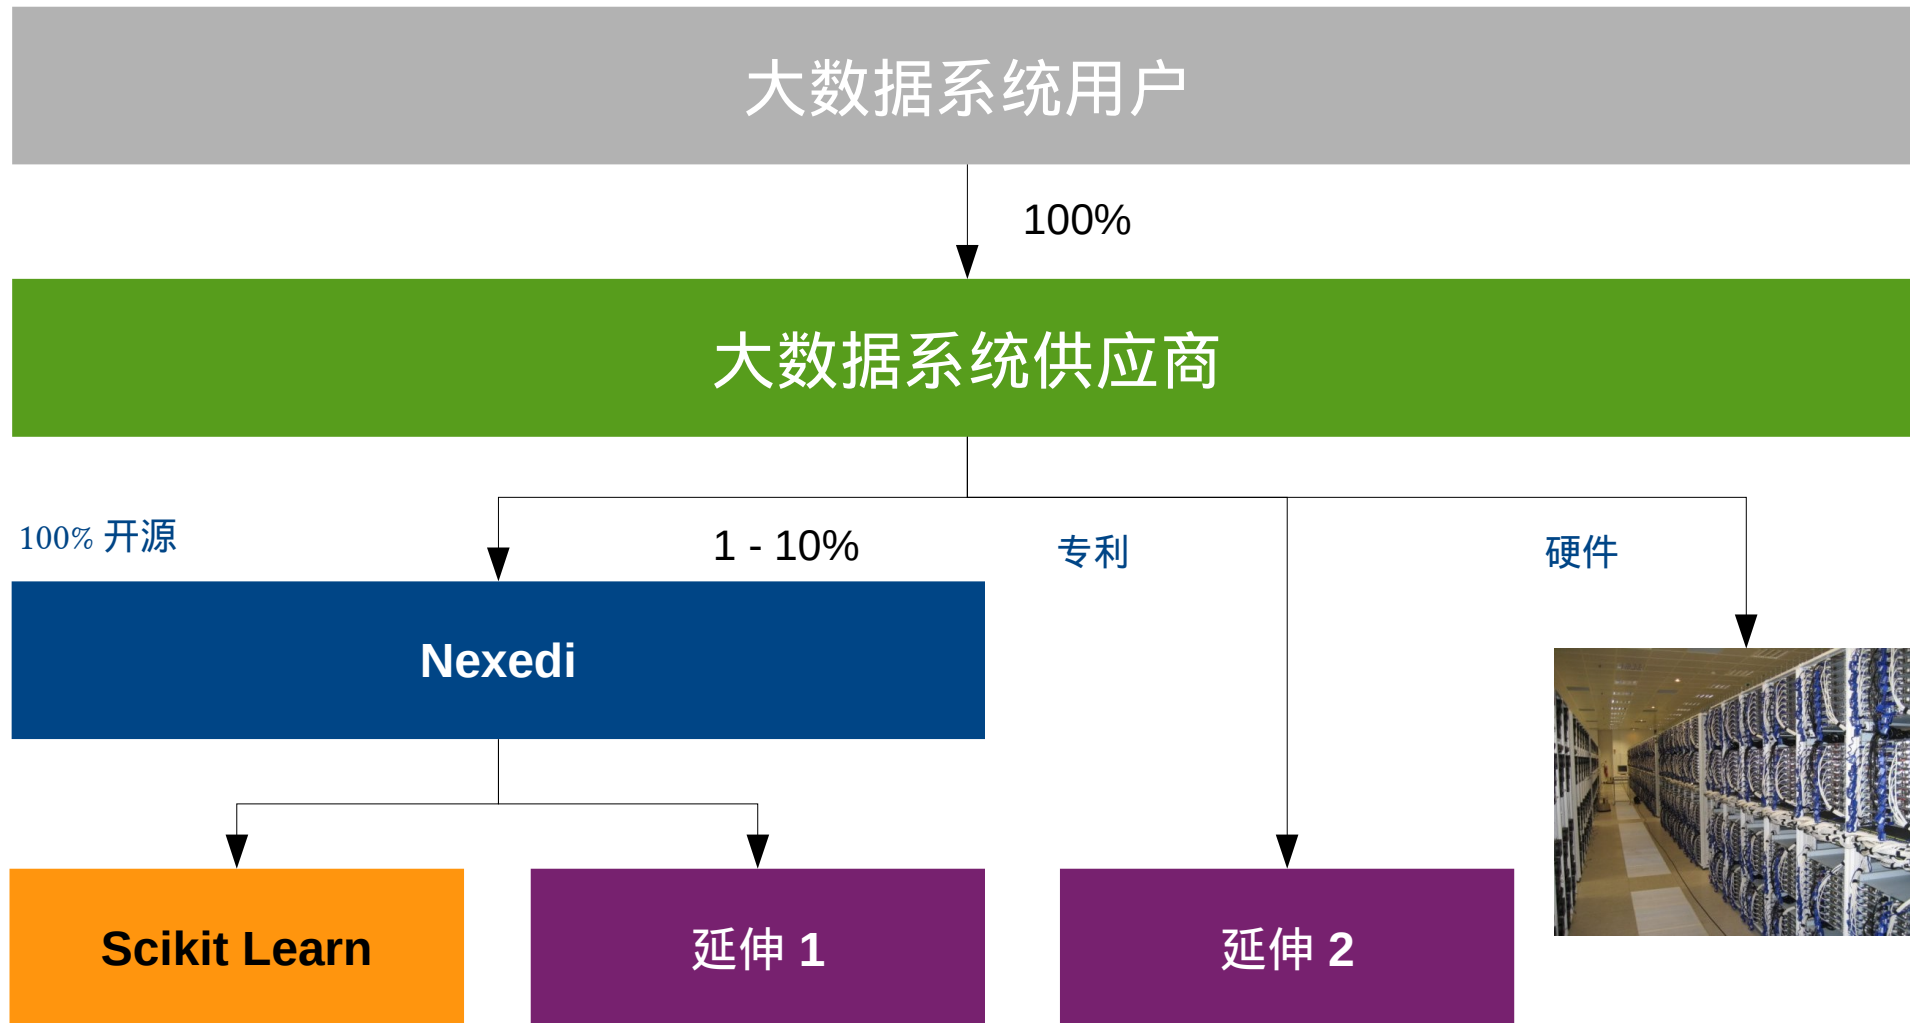 大数据系统用户
100%
大数据系统供应商
100% 开源
1 - 10%
专利
硬件
Nexedi
Scikit Learn
延伸 1
延伸 2